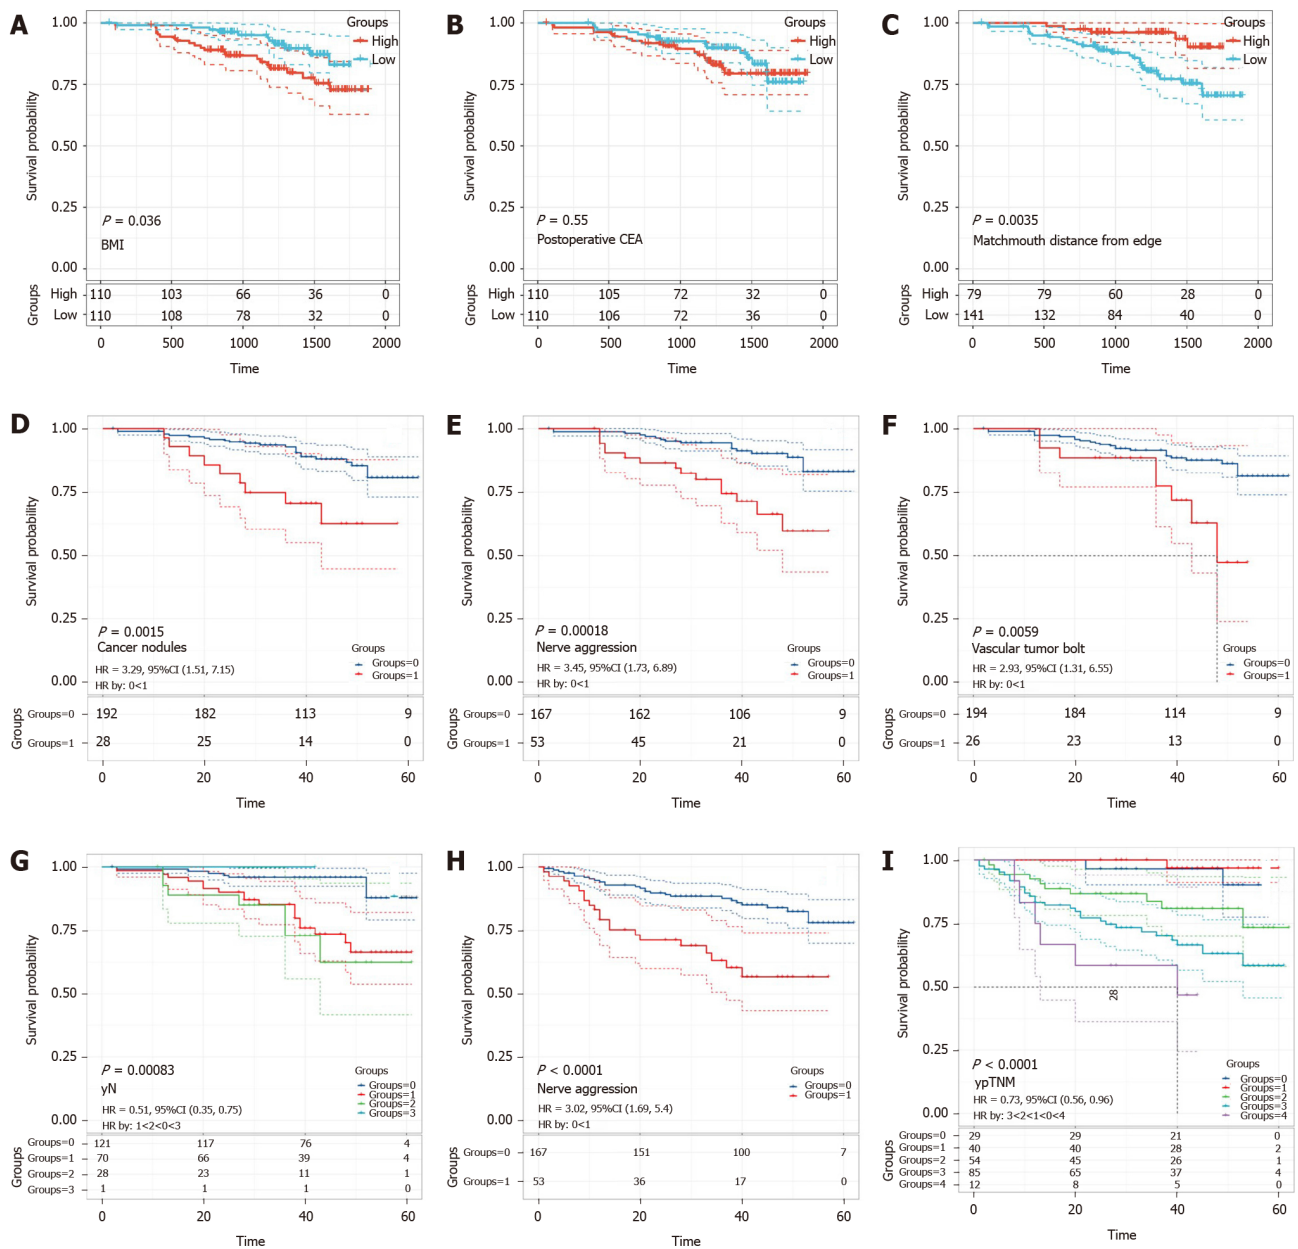 A
Groups
High
Low
1.00
0.75
0.50
0.25
0.00
Survival probability
P = 0.036
BMI
Groups
High 110 103 66 36 0
Low 110 108 78 32 0
0 500 1000 1500 2000
Time
B
Groups
High
Low
1.00
0.75
0.50
0.25
0.00
Survival probability
P = 0.55
Postoperative CEA
Groups
High 110 105 72 32 0
Low 110 106 72 36 0
0 500 1000 1500 2000
Time
C
Groups
High
Low
1.00
0.75
0.50
0.25
0.00
Survival probability
P = 0.0035
Matchmouth distance from edge
Groups
High 79 79 60 28 0
Low 141 132 84 40 0
0 500 1000 1500 2000
Time
D
1.00
0.75
0.50
0.25
0.00
Survival probability
P = 0.0015
Cancer nodules
HR = 3.29, 95%CI (1.51, 7.15)
HR by: 0<1
Groups
Groups=0
Groups=1
Groups
Groups=0 192 182 113 9
Groups=1 28 25 14 0
0 20 40 60
Time
E
1.00
0.75
0.50
0.25
0.00
Survival probability
P = 0.00018
Nerve aggression
HR = 3.45, 95%CI (1.73, 6.89)
HR by: 0<1
Groups
Groups=0
Groups=1
Groups
Groups=0 167 162 106 9
Groups=1 53 45 21 0
0 20 40 60
Time
F
1.00
0.75
0.50
0.25
0.00
Survival probability
P = 0.0059
Vascular tumor bolt
HR = 2.93, 95%CI (1.31, 6.55)
HR by: 0<1
Groups
Groups=0
Groups=1
Groups
Groups=0 194 184 114 9
Groups=1 26 23 13 0
0 20 40 60
Time
G
1.00
0.75
0.50
0.25
0.00
Survival probability
P = 0.00083
yN
HR = 0.51, 95%CI (0.35, 0.75)
HR by: 1<2<0<3
Groups
Groups=0
Groups=1
Groups=2
Groups=3
Groups
Groups=0 121 117 76 4
Groups=1 70 66 39 4
Groups=2 28 23 11 1
Groups=3 1 1 1 0
0 20 40 60
Time
H
1.00
0.75
0.50
0.25
0.00
Survival probability
P < 0.0001
Nerve aggression
HR = 3.02, 95%CI (1.69, 5.4)
HR by: 0<1
Groups
Groups=0
Groups=1
Groups
Groups=0 167 151 100 7
Groups=1 53 36 17 0
0 20 40 60
Time
I
1.00
0.75
0.50
0.25
0.00
Survival probability
28
P < 0.0001
ypTNM
HR = 0.73, 95%CI (0.56, 0.96)
HR by: 3<2<1<0<4
Groups
Groups=0
Groups=1
Groups=2
Groups=3
Groups=4
Groups
Groups=0 29 29 21 0
Groups=1 40 40 28 2
Groups=2 54 45 26 1
Groups=3 85 65 37 4
Groups=4 12 8 5 0
0 20 40 60
Time